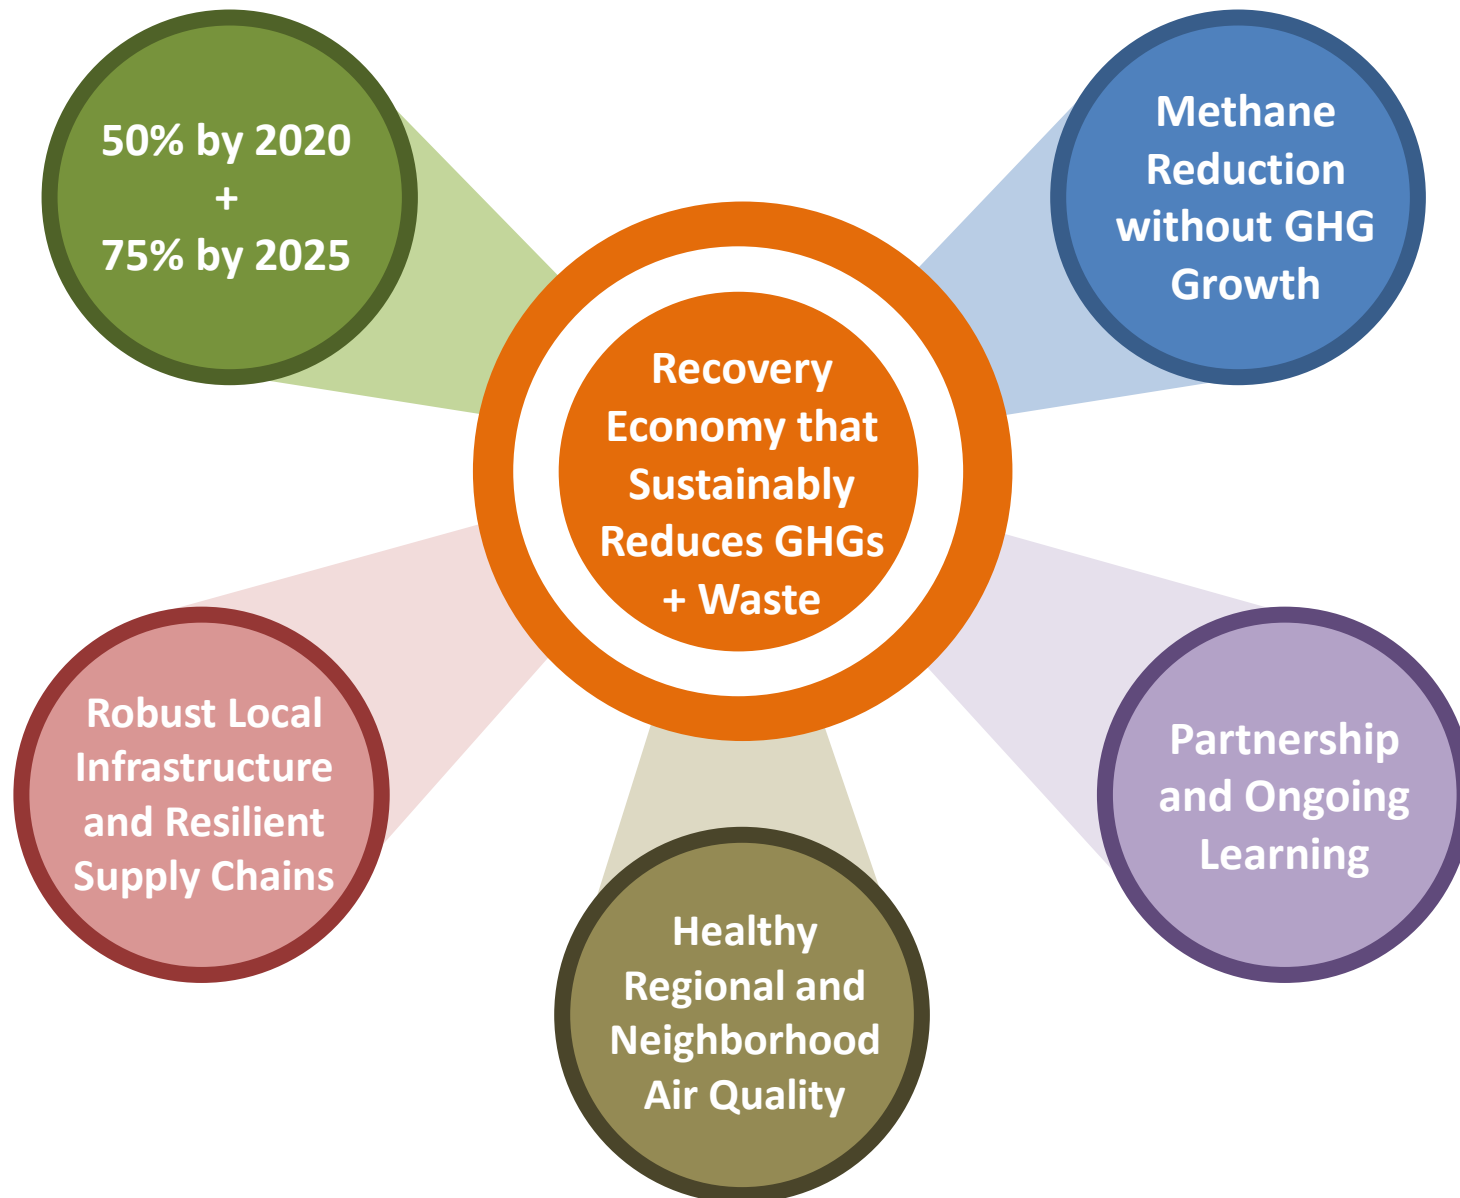 50% by 2020
+
75% by 2025
Methane
Reduction
without GHG
Growth
Recovery
Economy that
Sustainably
Reduces GHGs
+ Waste
Robust Local
Infrastructure
and Resilient
Supply Chains
Partnership
and Ongoing
Learning
Healthy
Regional and
Neighborhood
Air Quality